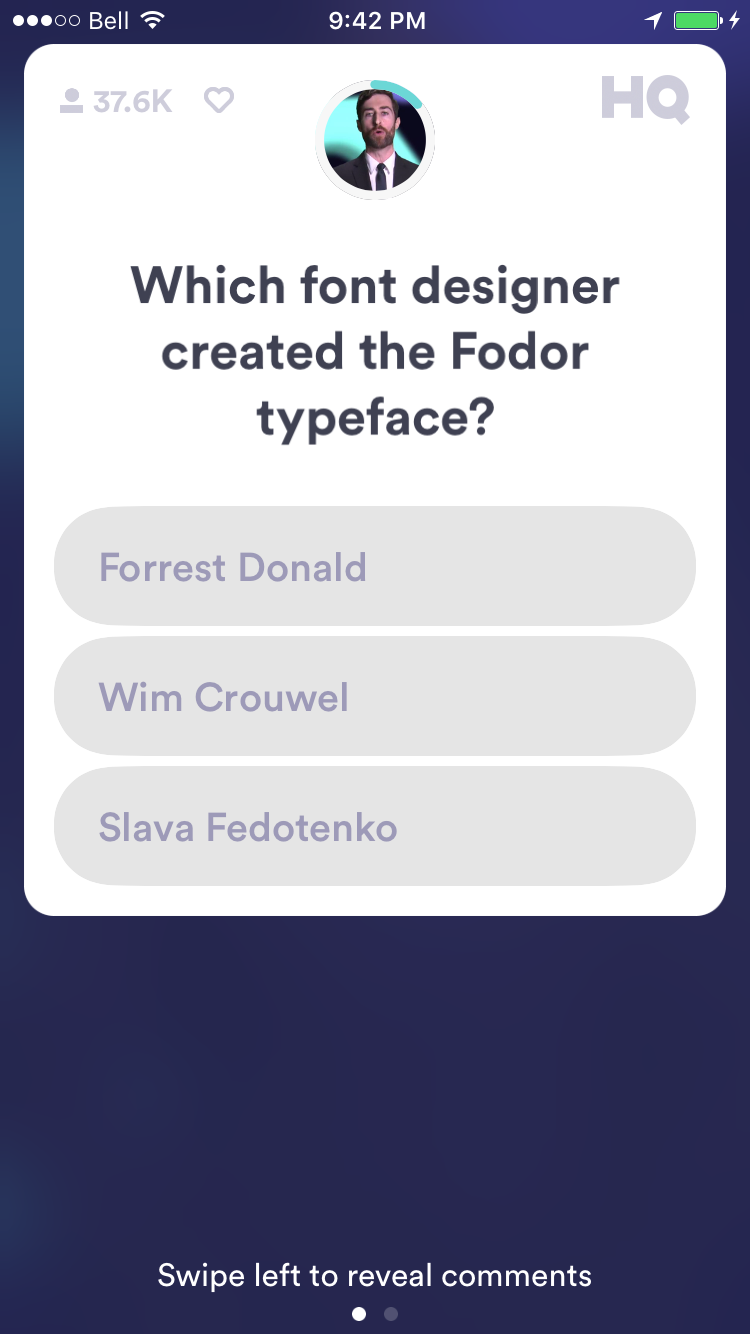 Bell 9:42 PM
37.6K HQ
Which font designer
created the Fodor
typeface?
Forrest Donald
Wim Crouwel
Slava Fedotenko
Swipe left to reveal comments